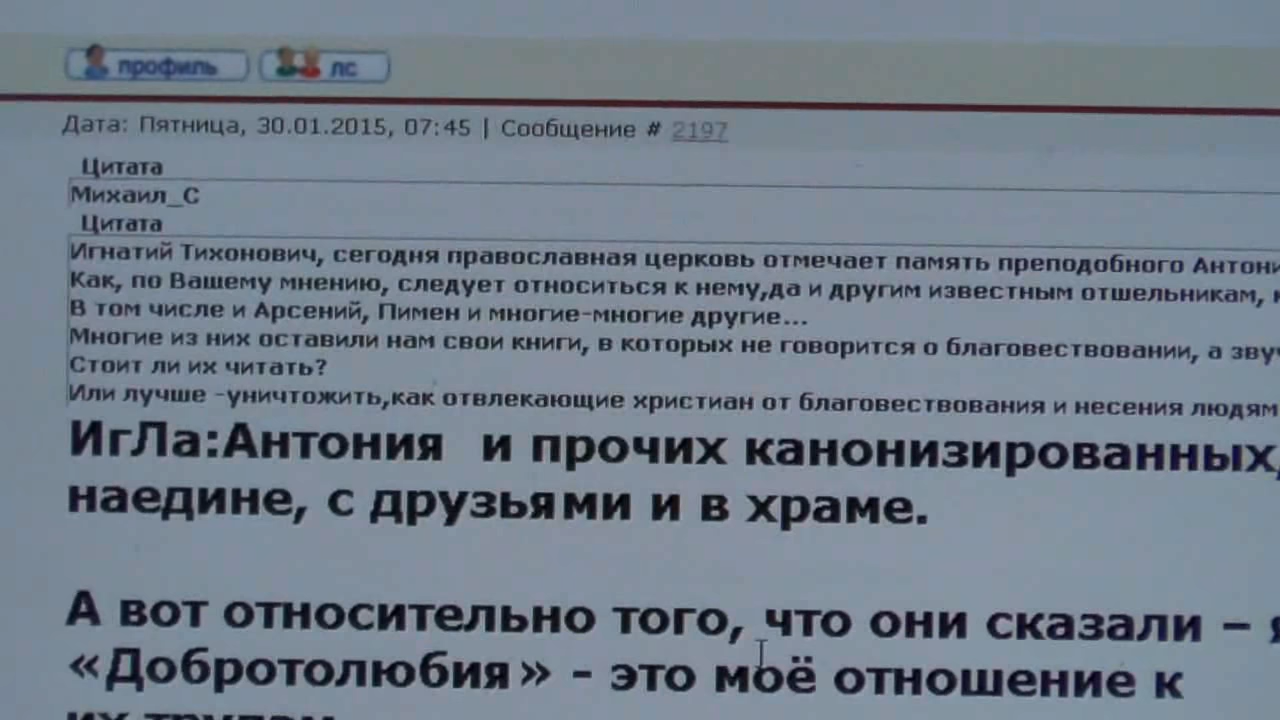 профиль лс
Дата: Пятница, 30.01.2015, 07:45 | Сообщение # 2197
Цитата
Михаил_С
Цитата
Игнатий Тихонович, сегодня православная церковь отмечает память преподобного Антони
Как, по Вашему мнению, следует относиться к нему,да и другим известным отшельникам,
В том числе и Арсений, Пимен и многие-многие другие...
Многие из них оставили нам свои книги, в которых не говорится о благовествовании, а зву
Стоит ли их читать?
Или лучше -уничтожить,как отвлекающие христиан от благовествования и несения людям
ИгЛа:Антония и прочих канонизированных,
наедине, с друзьями и в храме.
А вот относительно того, что они сказали – я
«Добротолюбия» - это моё отношение к